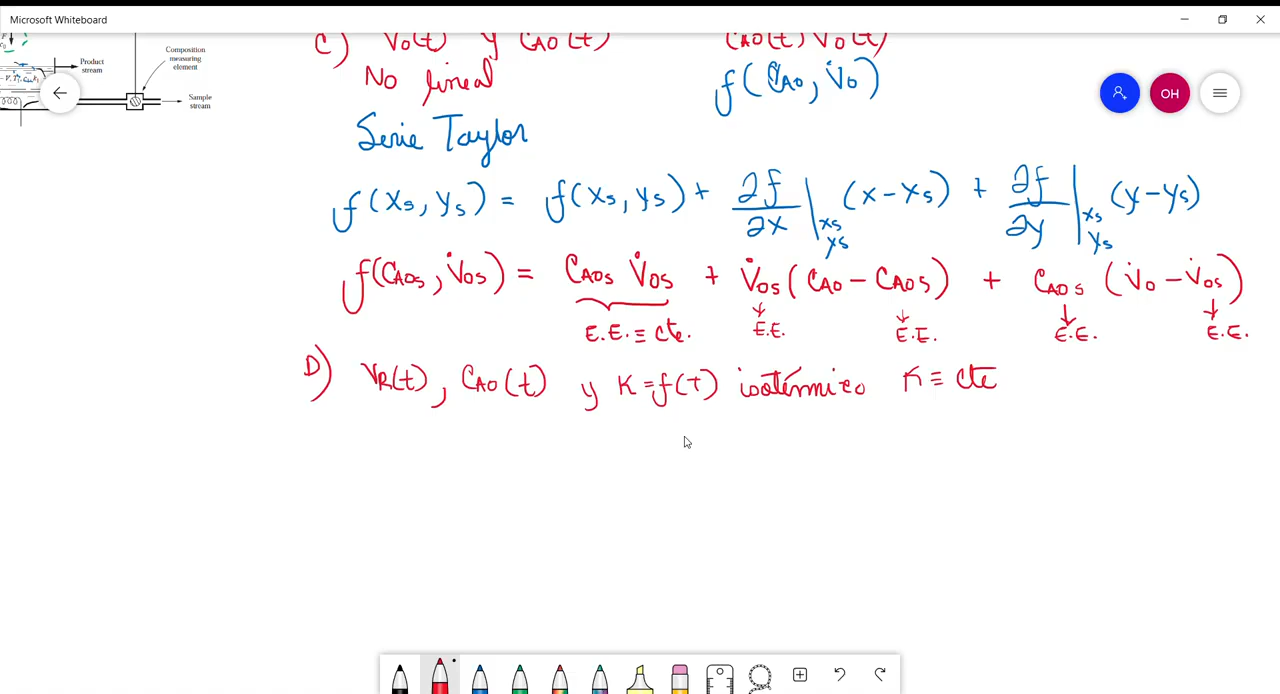 Microsoft Whiteboard
Composition
measuring
element
Product
stream
Sample
stream
OH
C) V̇o(t) y CAO(t) CAO(t) V̇o(t)
No lineal f(CAO, V̇o)
Serie Taylor
f(xs, ys) = f(xs, ys) + ∂f/∂x |xs ys (x-xs) + ∂f/∂y |xs ys (y-ys)
f(CAOs, V̇os) = CAOs V̇os + V̇os(CAO - CAOs) + CAOs (V̇o - V̇os)
E.E. ≡ cte. E.E. E.E. E.E. E.E.
D) VR(t), CAO(t) y K=f(T) isotérmico K ≡ cte